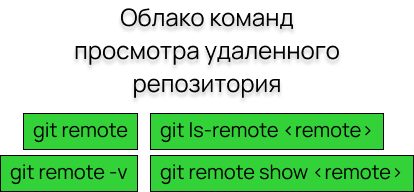 Облако команд
просмотра удаленного
репозитория
git remote
git ls-remote <remote>
git remote -v
git remote show <remote>